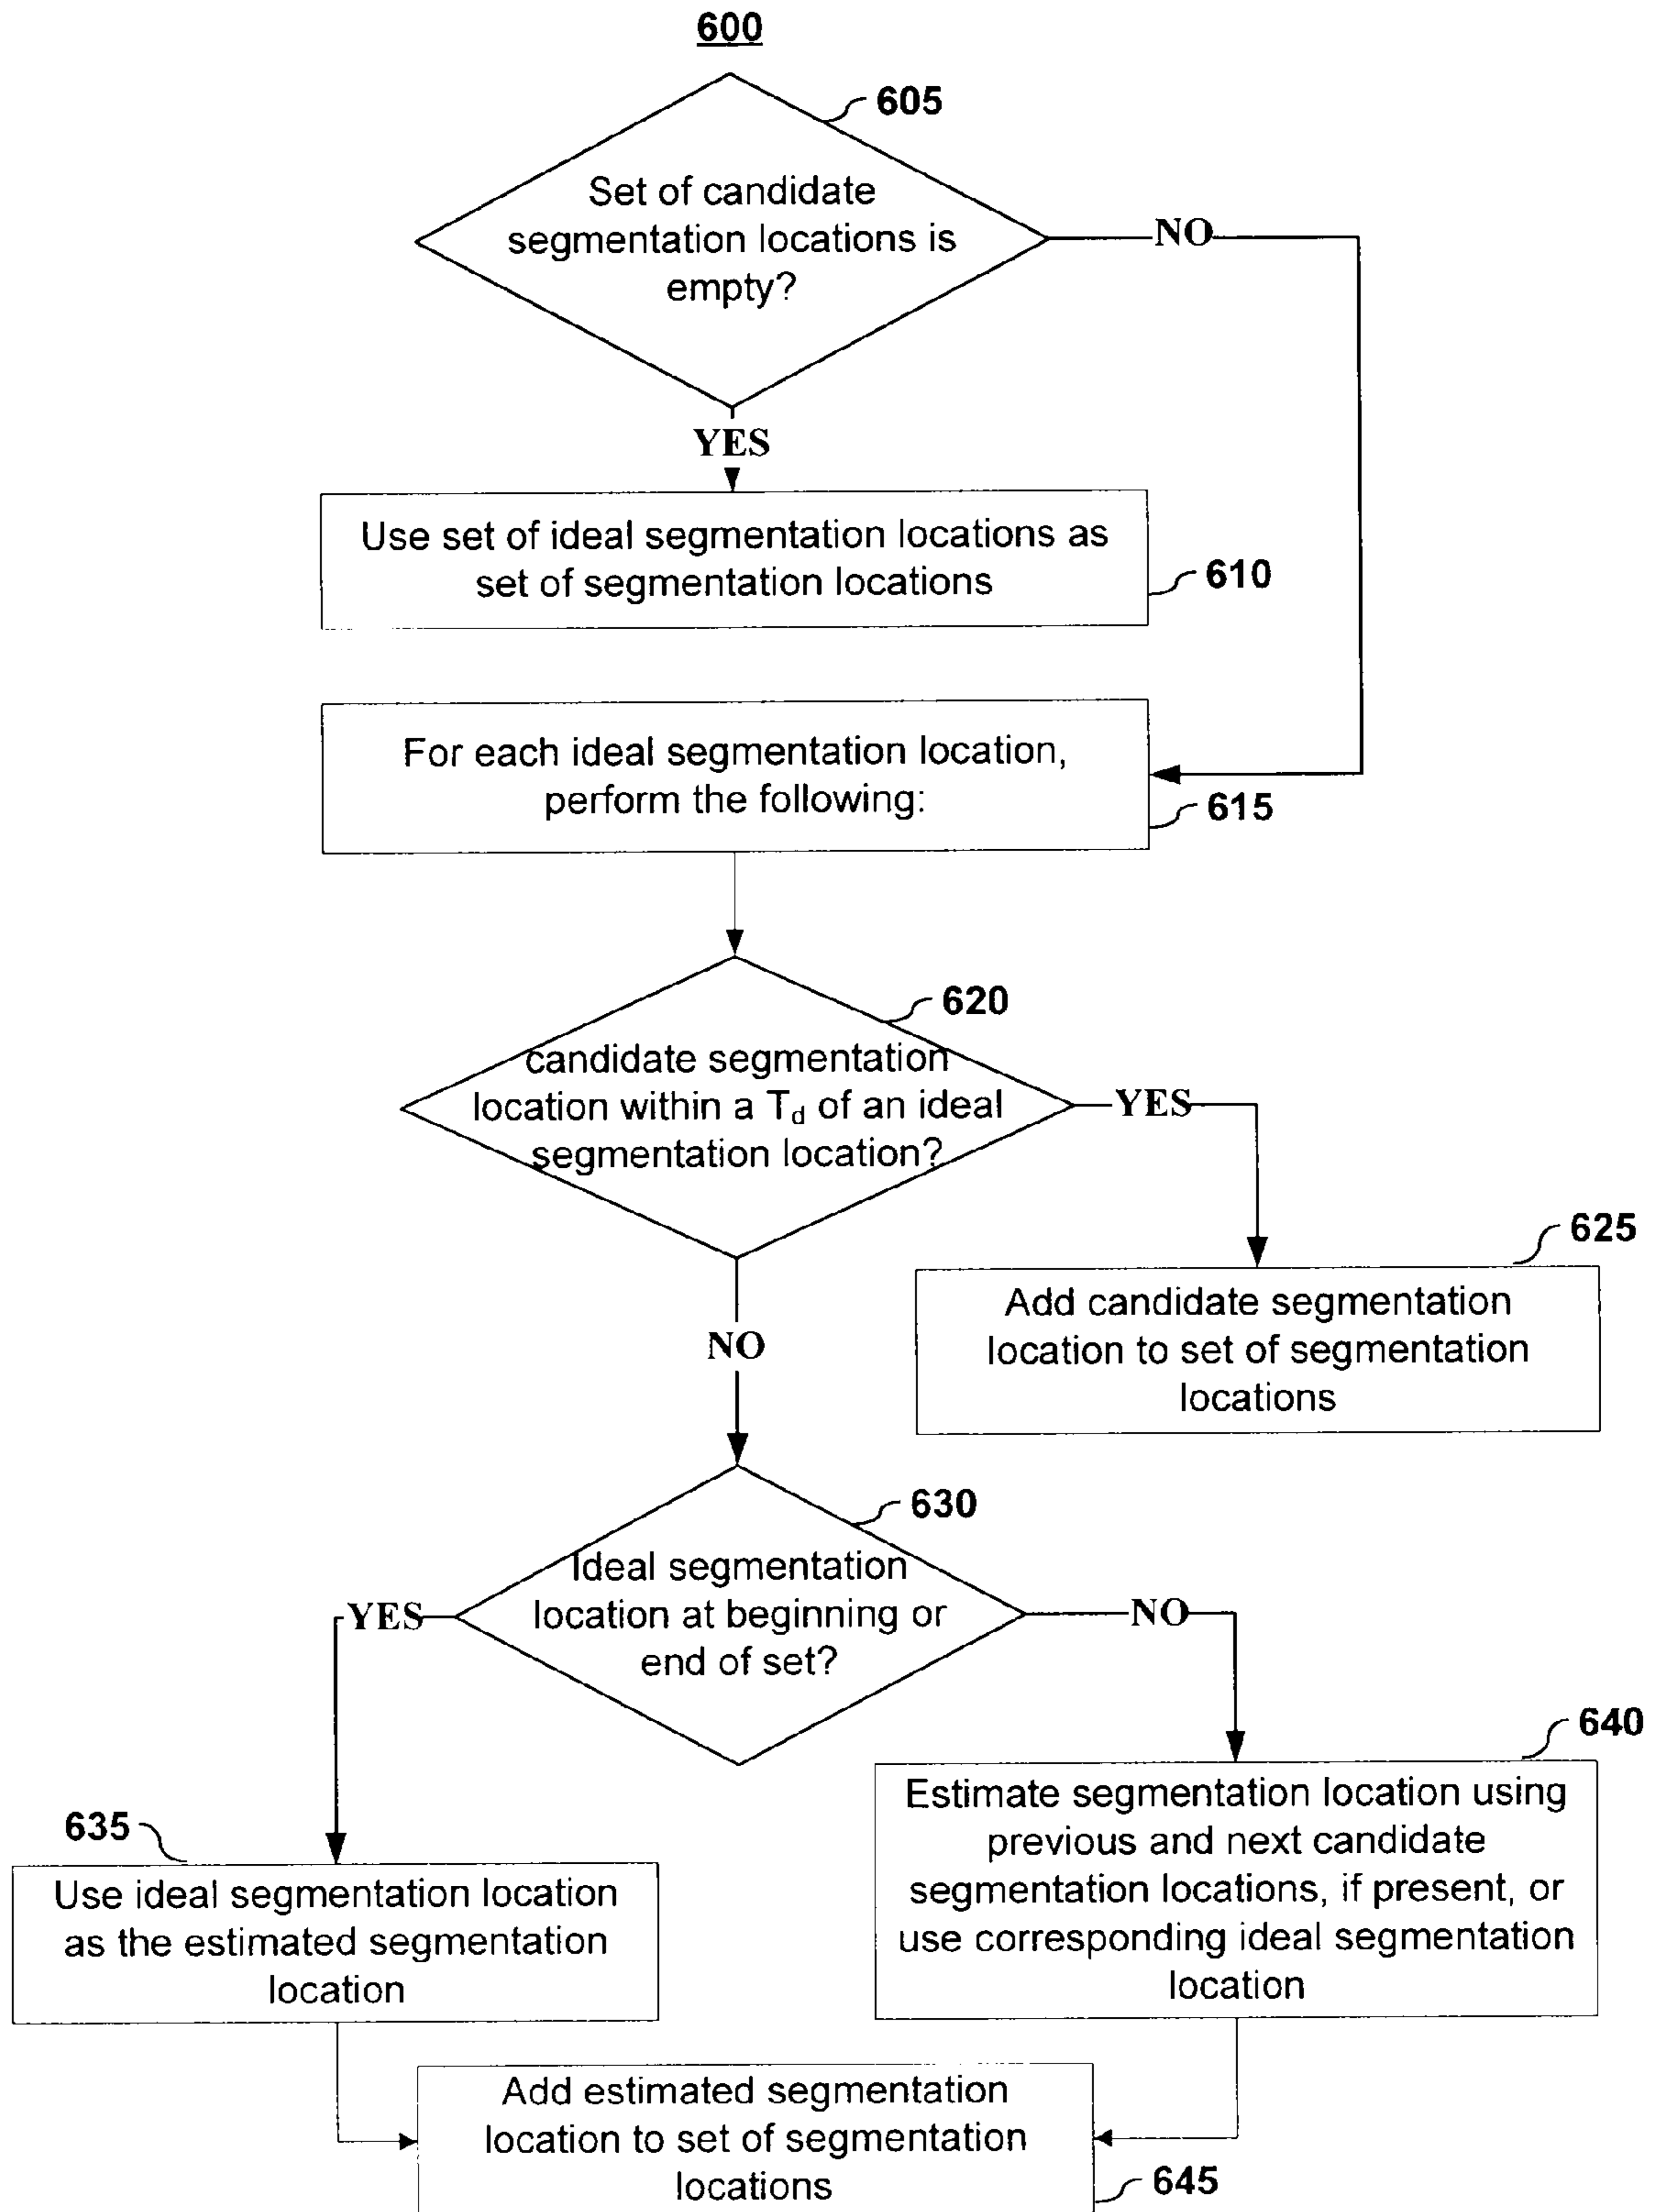 600
605
Set of candidate
segmentation locations is
empty?
NO
YES
Use set of ideal segmentation locations as
set of segmentation locations
610
For each ideal segmentation location,
perform the following:
615
620
candidate segmentation
location within a Td of an ideal
segmentation location?
YES
625
Add candidate segmentation
location to set of segmentation
locations
NO
630
Ideal segmentation
location at beginning or
end of set?
YES
NO
640
Estimate segmentation location using
previous and next candidate
segmentation locations, if present, or
use corresponding ideal segmentation
location
635
Use ideal segmentation location
as the estimated segmentation
location
Add estimated segmentation
location to set of segmentation
locations
645